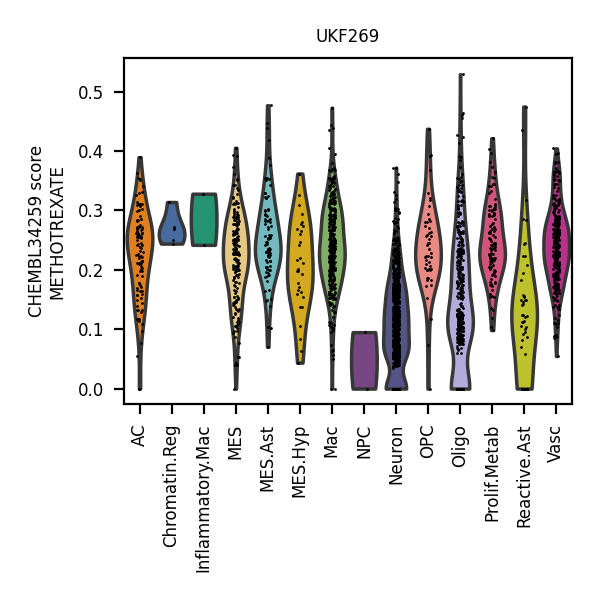 UKF269
CHEMBL34259 score
METHOTREXATE
0.5
0.4
0.3
0.2
0.1
0.0
AC
Chromatin.Reg
Inflammatory.Mac
MES
MES.Ast
MES.Hyp
Mac
NPC
Neuron
OPC
Oligo
Prolif.Metab
Reactive.Ast
Vasc